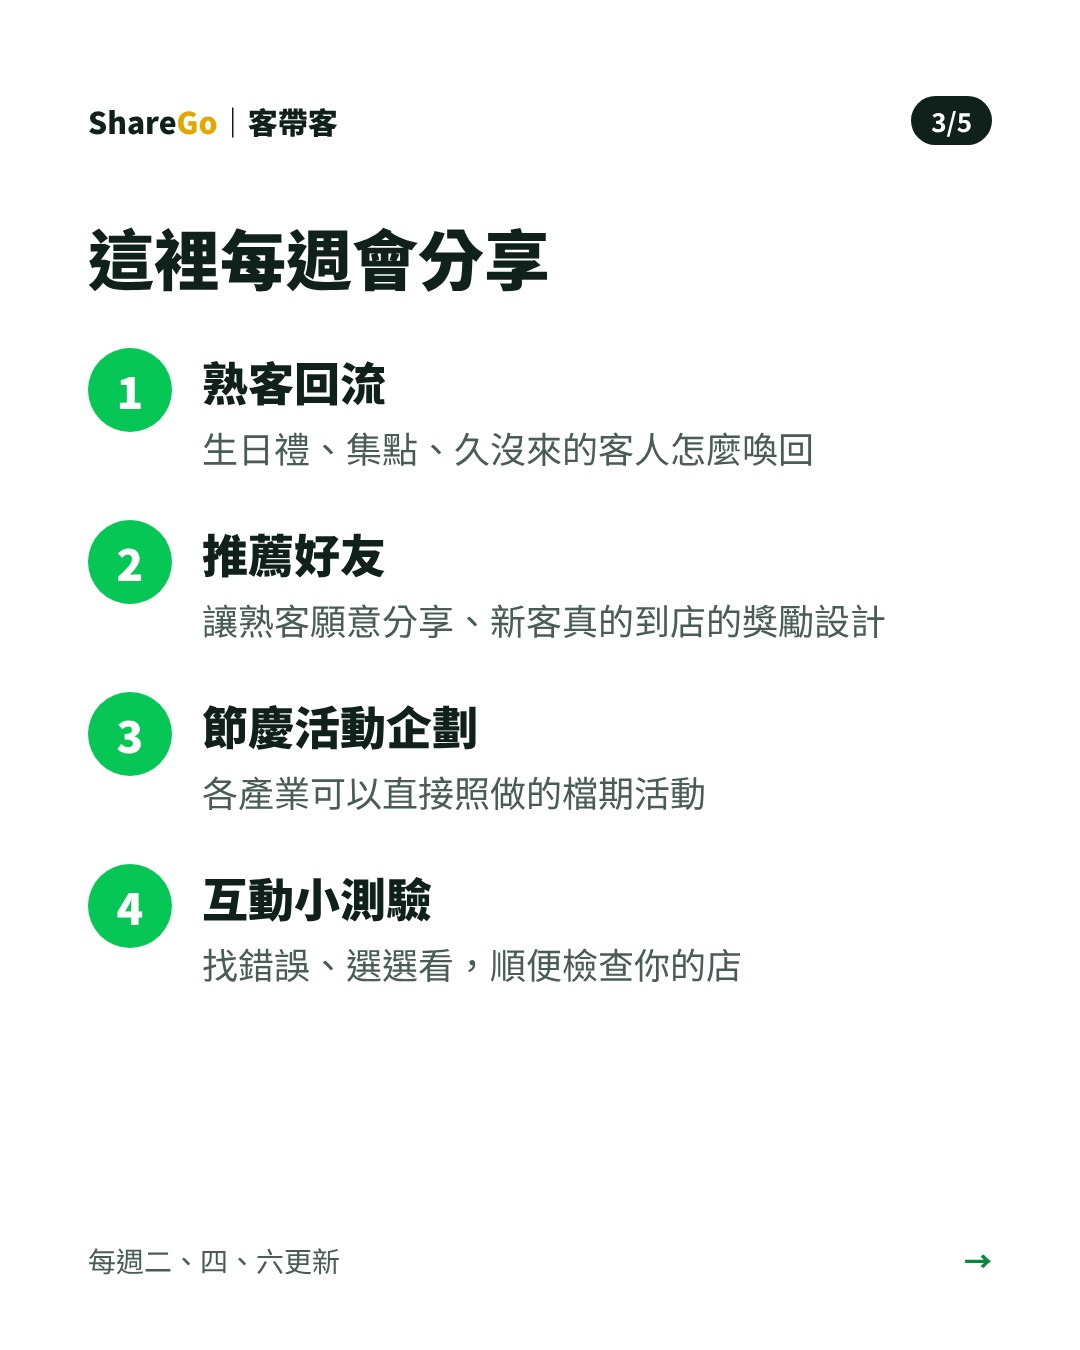 ShareGo｜客帶客
3/5
這裡每週會分享
1
熟客回流
生日禮、集點、久沒來的客人怎麼喚回
2
推薦好友
讓熟客願意分享、新客真的到店的獎勵設計
3
節慶活動企劃
各產業可以直接照做的檔期活動
4
互動小測驗
找錯誤、選選看，順便檢查你的店
每週二、四、六更新
→